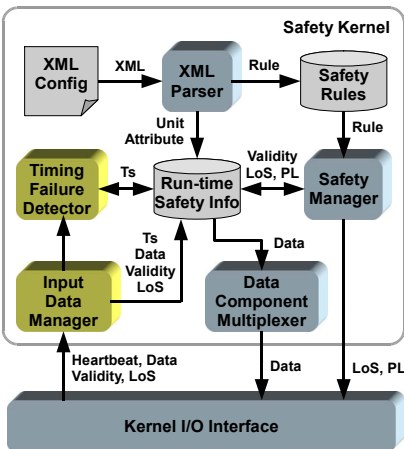 Safety Kernel
XML
Config
XML
XML
Parser
Rule
Safety
Rules
Unit
Attribute
Rule
Timing
Failure
Detector
Ts
Run-time
Safety Info
Validity
LoS, PL
Safety
Manager
Ts
Data
Validity
LoS
Data
Input
Data
Manager
Data
Component
Multiplexer
Heartbeat, Data
Validity, LoS
Data
LoS, PL
Kernel I/O Interface